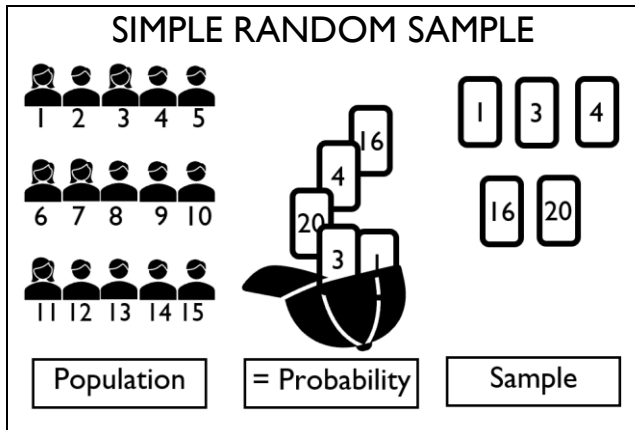 SIMPLE RANDOM SAMPLE
1 2 3 4 5
6 7 8 9 10
11 12 13 14 15
16
4
20
3 1
1 3 4
16 20
Population
= Probability
Sample